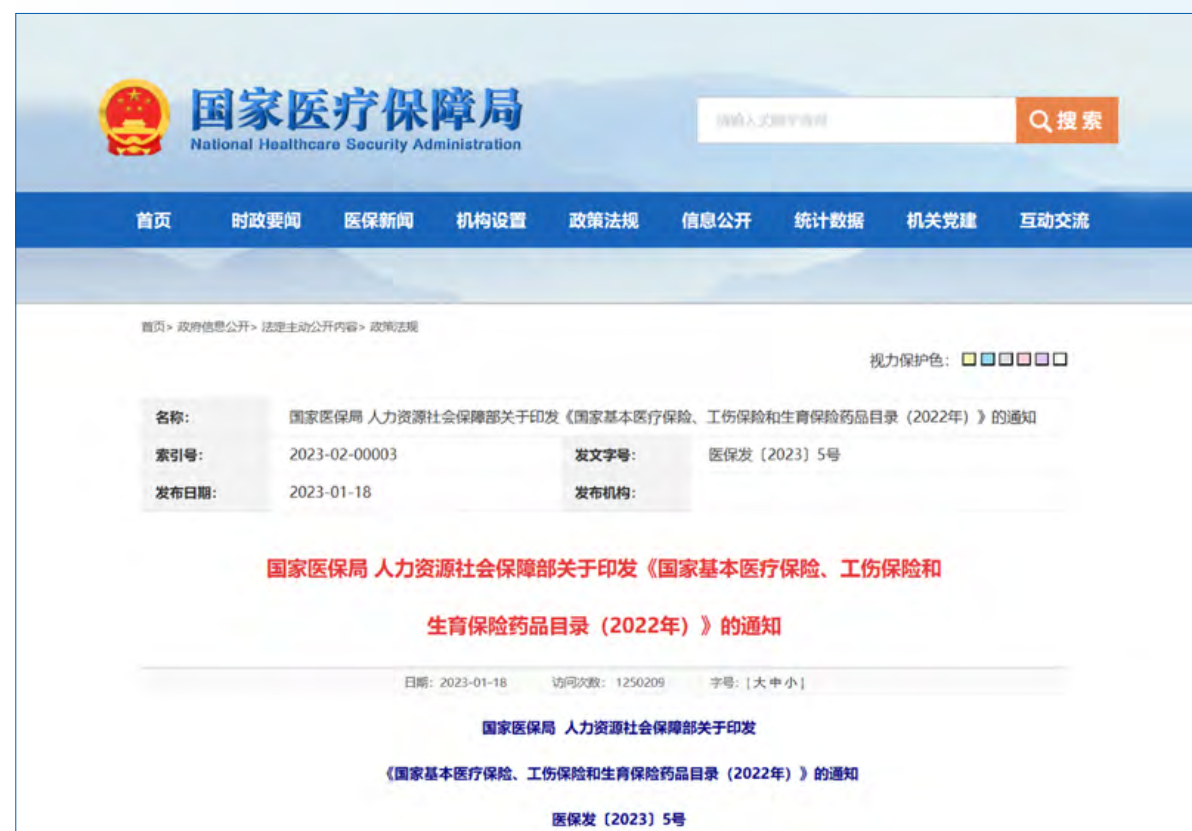 国家医疗保障局
National Healthcare Security Administration
搜索
首页 时政要闻 医保新闻 机构设置 政策法规 信息公开 统计数据 机关党建 互动交流
首页> 政府信息公开> 法定主动公开内容> 政策法规
视力保护色：
名称： 国家医保局 人力资源社会保障部关于印发《国家基本医疗保险、工伤保险和生育保险药品目录（2022年）》的通知
索引号： 2023-02-00003 发文字号： 医保发〔2023〕5号
发布日期： 2023-01-18 发布机构：
国家医保局 人力资源社会保障部关于印发《国家基本医疗保险、工伤保险和
生育保险药品目录（2022年）》的通知
日期：2023-01-18 访问次数：1250209 字号：[大 中 小]
国家医保局 人力资源社会保障部关于印发
《国家基本医疗保险、工伤保险和生育保险药品目录（2022年）》的通知
医保发〔2023〕5号